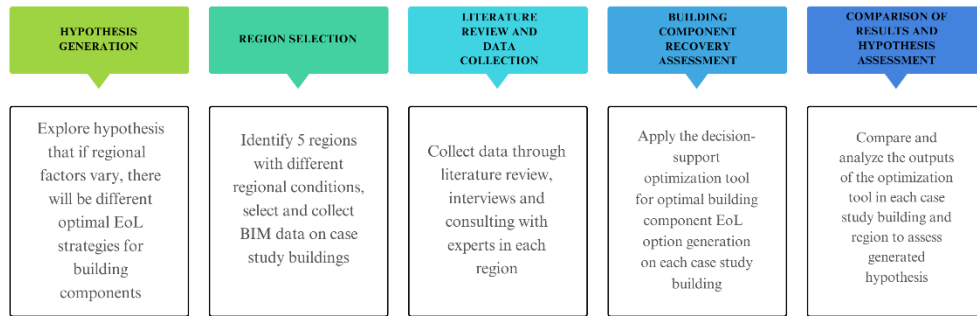 HYPOTHESIS
GENERATION
Explore hypothesis
that if regional
factors vary, there
will be different
optimal EoL
strategies for
building
components
REGION SELECTION
Identify 5 regions
with different
regional conditions,
select and collect
BIM data on case
study buildings
LITERATURE
REVIEW AND
DATA
COLLECTION
Collect data through
literature review,
interviews and
consulting with
experts in each
region
BUILDING
COMPONENT
RECOVERY
ASSESSMENT
Apply the decision-
support
optimization tool
for optimal building
component EoL
option generation
on each case study
building
COMPARISON OF
RESULTS AND
HYPOTHESIS
ASSESSMENT
Compare and
analyze the outputs
of the optimization
tool in each case
study building and
region to assess
generated
hypothesis